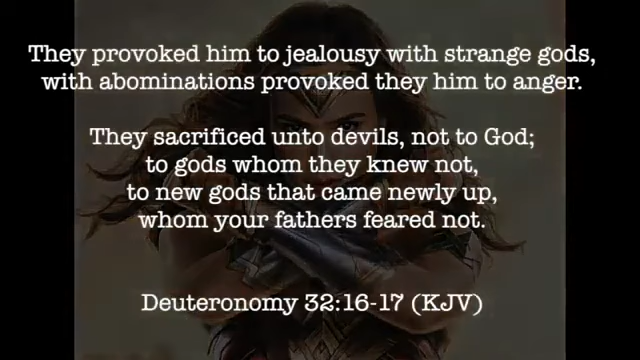 They provoked him to jealousy with strange gods,
with abominations provoked they him to anger.
They sacrificed unto devils, not to God;
to gods whom they knew not,
to new gods that came newly up,
whom your fathers feared not.
Deuteronomy 32:16-17 (KJV)